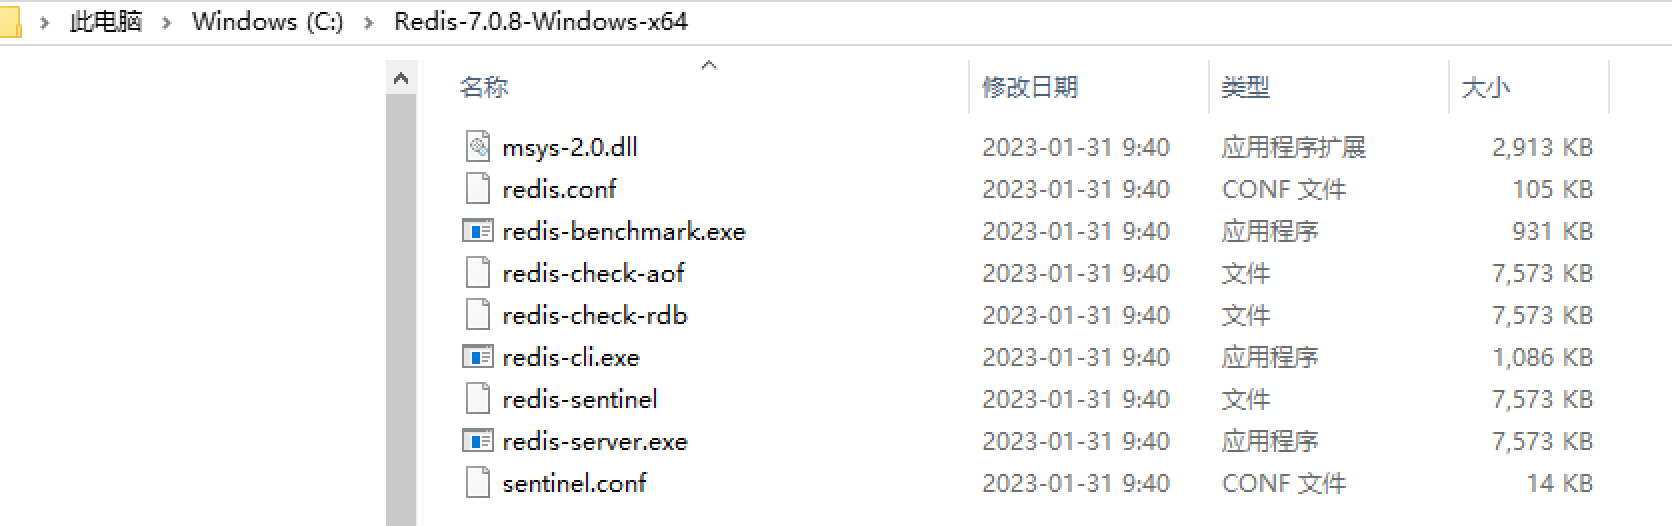 此电脑 > Windows (C:) > Redis-7.0.8-Windows-x64
名称 修改日期 类型 大小
msys-2.0.dll 2023-01-31 9:40 应用程序扩展 2,913 KB
redis.conf 2023-01-31 9:40 CONF 文件 105 KB
redis-benchmark.exe 2023-01-31 9:40 应用程序 931 KB
redis-check-aof 2023-01-31 9:40 文件 7,573 KB
redis-check-rdb 2023-01-31 9:40 文件 7,573 KB
redis-cli.exe 2023-01-31 9:40 应用程序 1,086 KB
redis-sentinel 2023-01-31 9:40 文件 7,573 KB
redis-server.exe 2023-01-31 9:40 应用程序 7,573 KB
sentinel.conf 2023-01-31 9:40 CONF 文件 14 KB